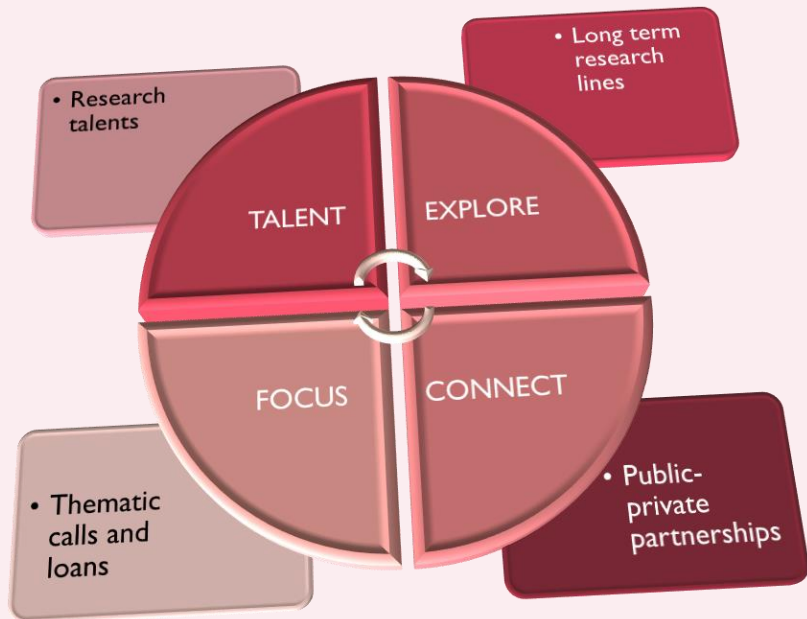 • Research
talents
• Long term
research
lines
TALENT
EXPLORE
FOCUS
CONNECT
• Thematic
calls and
loans
• Public-
private
partnerships